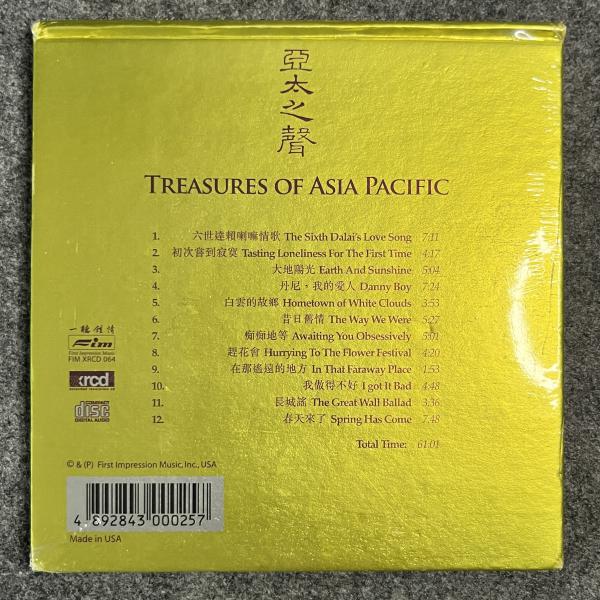 亞太之聲
TREASURES OF ASIA PACIFIC
1. 六世達賴喇嘛情歌 The Sixth Dalai's Love Song 7:11
2. 初次嘗到寂寞 Tasting Loneliness For The First Time 4:17
3. 大地陽光 Earth And Sunshine 5:04
4. 丹尼，我的愛人 Danny Boy 7:24
5. 白雲的故鄉 Hometown of White Clouds 3:53
6. 昔日舊情 The Way We Were 5:27
7. 痴痴地等 Awaiting You Obsessively 5:01
8. 趕花會 Hurrying To The Flower Festival 4:20
9. 在那遙遠的地方 In That Faraway Place 4:53
10. 我做得不好 I got It Bad 4:48
11. 長城謠 The Great Wall Ballad 3:36
12. 春天來了 Spring Has Come 7:48
Total Time: 61:01
一種鍾情
Fim
First Impression Music
FIM XRCD 064
xrcd
COMPACT
disc
DIGITAL AUDIO
© & (P) First Impression Music, Inc., USA
4 892843 000257
Made in USA